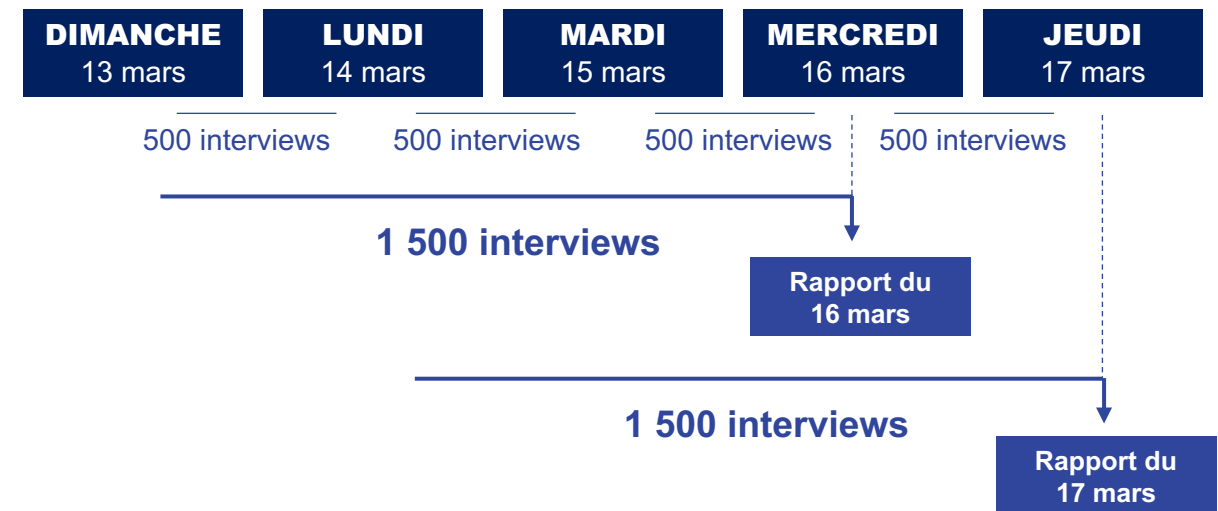 DIMANCHE
13 mars
LUNDI
14 mars
MARDI
15 mars
MERCREDI
16 mars
JEUDI
17 mars
500 interviews
500 interviews
500 interviews
500 interviews
1 500 interviews
Rapport du
16 mars
1 500 interviews
Rapport du
17 mars